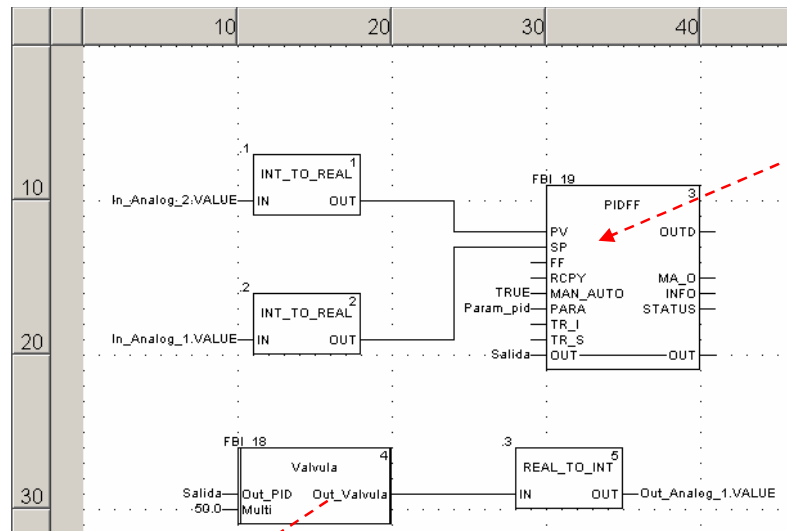 10 20 30 40
.1
1
INT_TO_REAL
In_Analog_2.VALUE IN OUT
FBI_19
3
PIDFF
PV OUTD
SP
FF
RCPY MA_O
TRUE MAN_AUTO INFO
Param_pid PARA STATUS
TR_I
TR_S
Salida OUT OUT
10
.2
2
INT_TO_REAL
In_Analog_1.VALUE IN OUT
20
FBI_18
4
Valvula
Salida Out_PID Out_Valvula
50.0 Multi
.3
5
REAL_TO_INT
IN OUT Out_Analog_1.VALUE
30